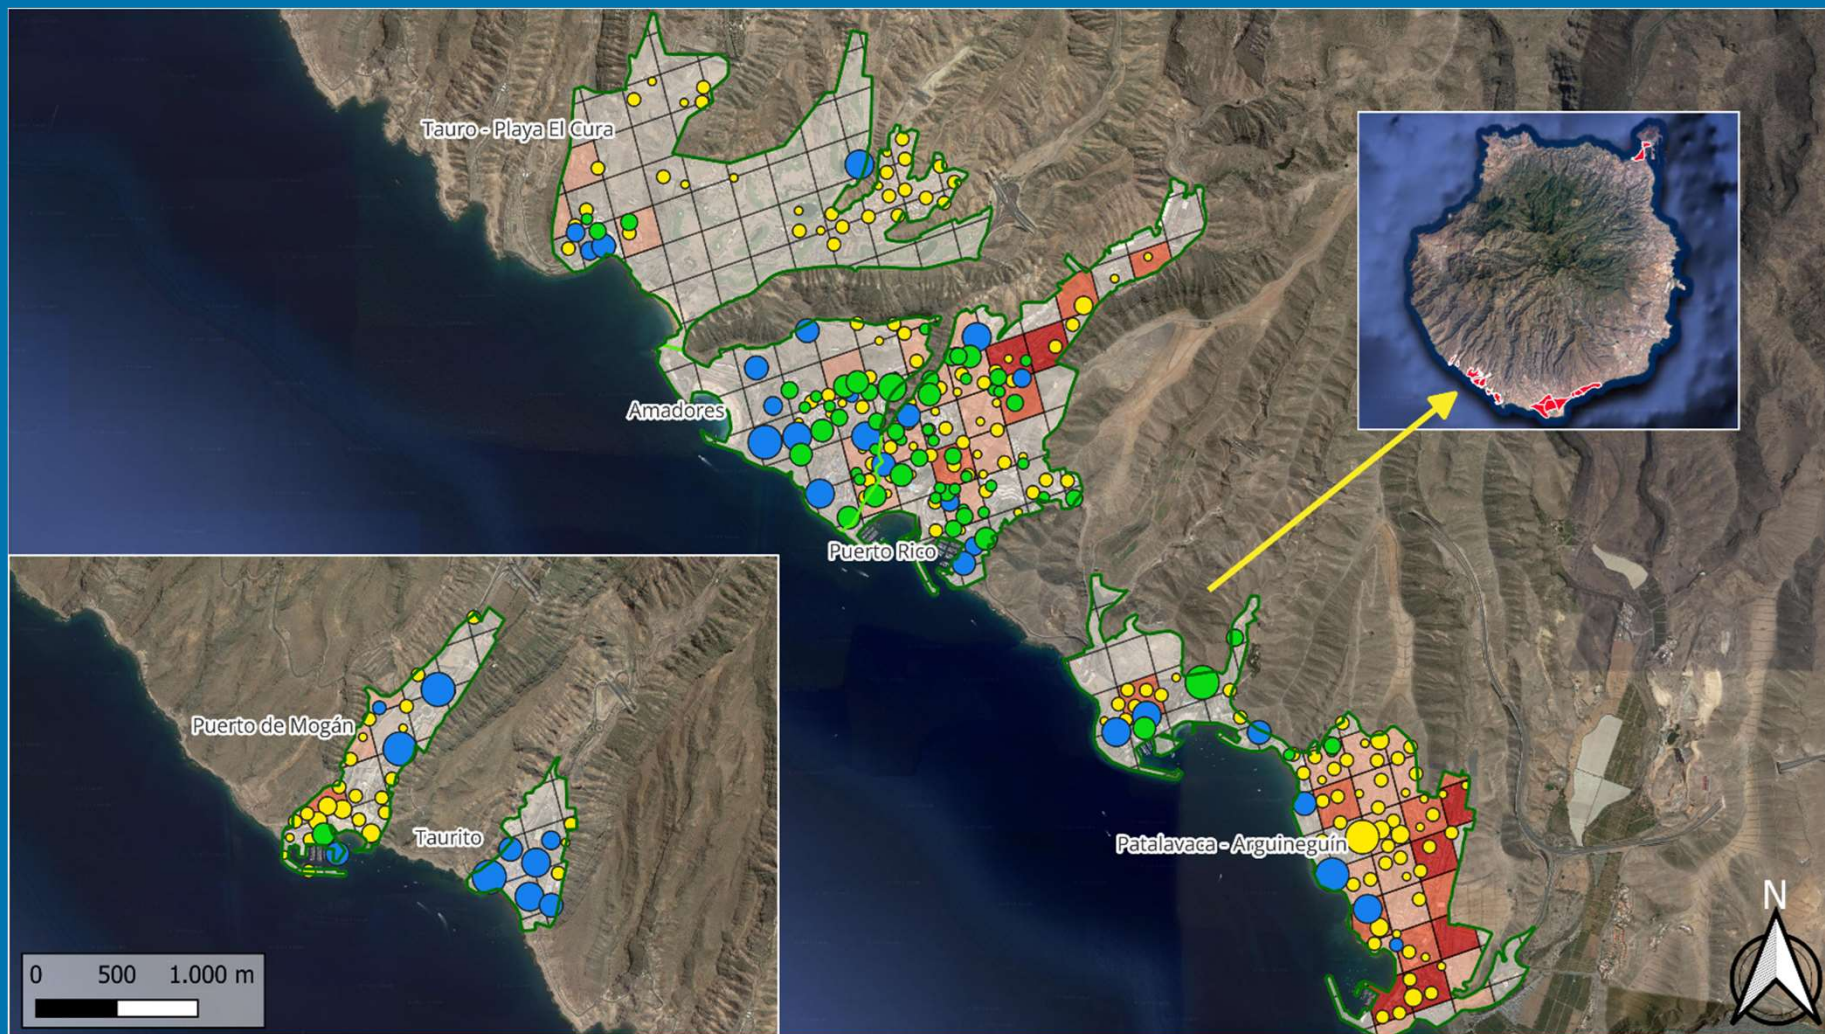 Tauro - Playa El Cura
Amadores
Puerto Rico
Puerto de Mogán
Taurito
Patalavaca - Arguineguín
0 500 1.000 m
N